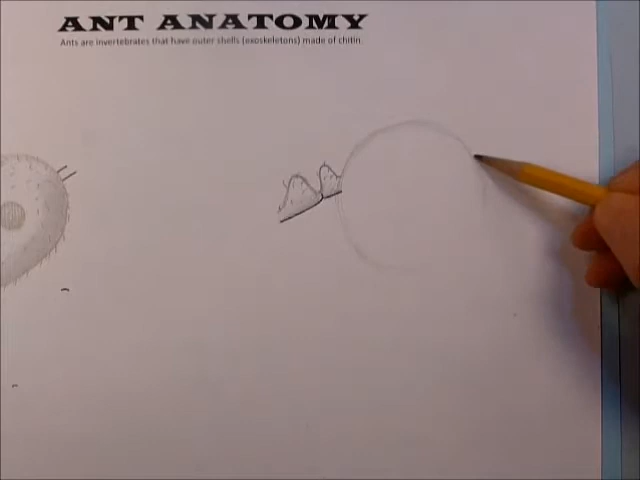 ANT ANATOMY
Ants are invertebrates that have outer shells (exoskeletons) made of chitin.